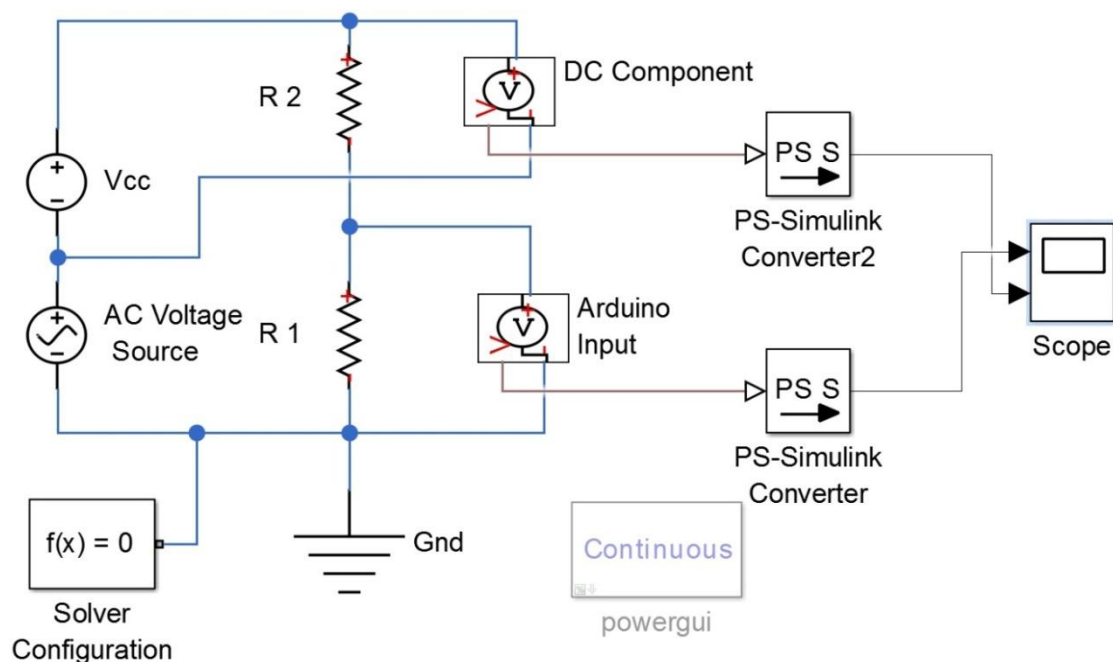 R 2
DC Component
V
PS S
Vcc
PS-Simulink
Converter2
AC Voltage
Source
R 1
V
Arduino
Input
Scope
PS S
PS-Simulink
Converter
f(x) = 0
Gnd
Continuous
Solver
Configuration
powergui